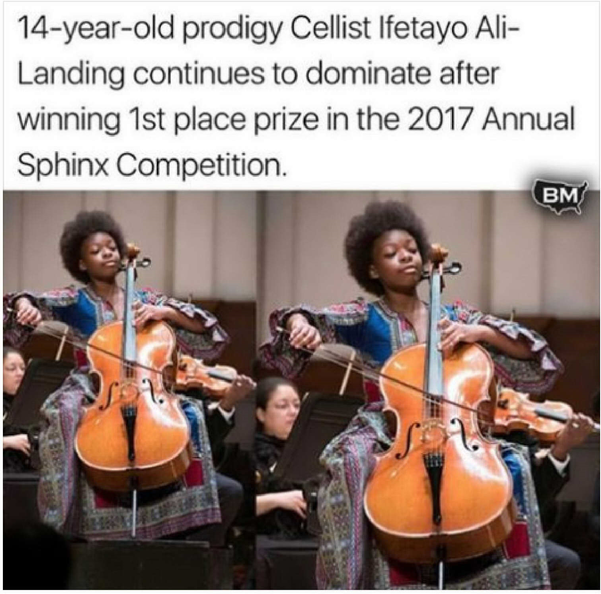 14-year-old prodigy Cellist Ifetayo Ali-
Landing continues to dominate after
winning 1st place prize in the 2017 Annual
Sphinx Competition.
BM